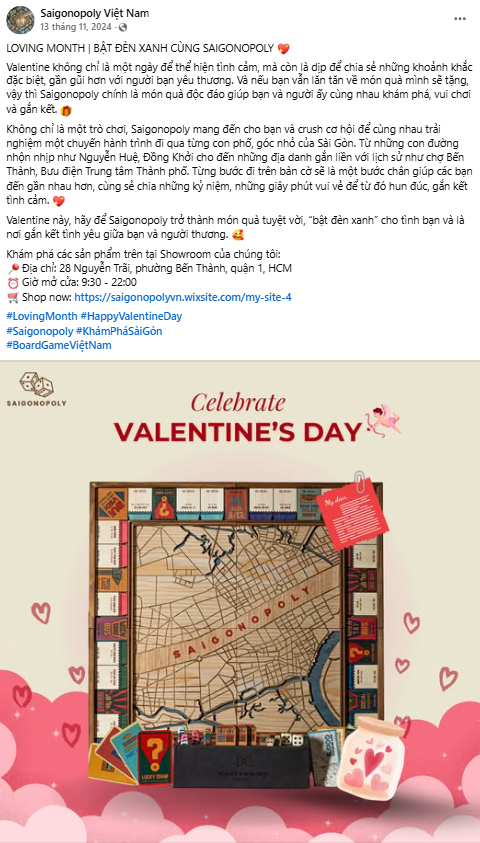 Saigonopoly Việt Nam
13 tháng 11, 2024 ·
LOVING MONTH | BẬT ĐÈN XANH CÙNG SAIGONOPOLY 💝
Valentine không chỉ là một ngày để thể hiện tình cảm, mà còn là dịp để chia sẻ những khoảnh khắc
đặc biệt, gần gũi hơn với người bạn yêu thương. Và nếu bạn vẫn lăn tăn về món quà mình sẽ tặng,
vậy thì Saigonopoly chính là món quà độc đáo giúp bạn và người ấy cùng nhau khám phá, vui chơi
và gắn kết. 🎁
Không chỉ là một trò chơi, Saigonopoly mang đến cho bạn và crush cơ hội để cùng nhau trải
nghiệm một chuyến hành trình đi qua từng con phố, góc nhỏ của Sài Gòn. Từ những con đường
nhộn nhịp như Nguyễn Huệ, Đồng Khởi cho đến những địa danh gắn liền với lịch sử như chợ Bến
Thành, Bưu điện Trung tâm Thành phố. Từng bước đi trên bàn cờ sẽ là một bước chân giúp các bạn
đến gần nhau hơn, cùng sẻ chia những kỷ niệm, những giây phút vui vẻ để từ đó hun đúc, gắn kết
tình cảm. 💝
Valentine này, hãy để Saigonopoly trở thành món quà tuyệt vời, "bật đèn xanh" cho tình bạn và là
nơi gắn kết tình yêu giữa bạn và người thương. 🥰
Khám phá các sản phẩm trên tại Showroom của chúng tôi:
📍 Địa chỉ: 28 Nguyễn Trãi, phường Bến Thành, quận 1, HCM
⏰ Giờ mở cửa: 9:30 - 22:00
🛒 Shop now: https://saigonopolyvn.wixsite.com/my-site-4
#LovingMonth #HappyValentineDay
#Saigonopoly #KhámPháSàiGòn
#BoardGameViệtNam
SAIGONOPOLY
Celebrate
VALENTINE'S DAY
My dear
SAIGONOPOLY
LUCKY DRAW
MAZTERMIND